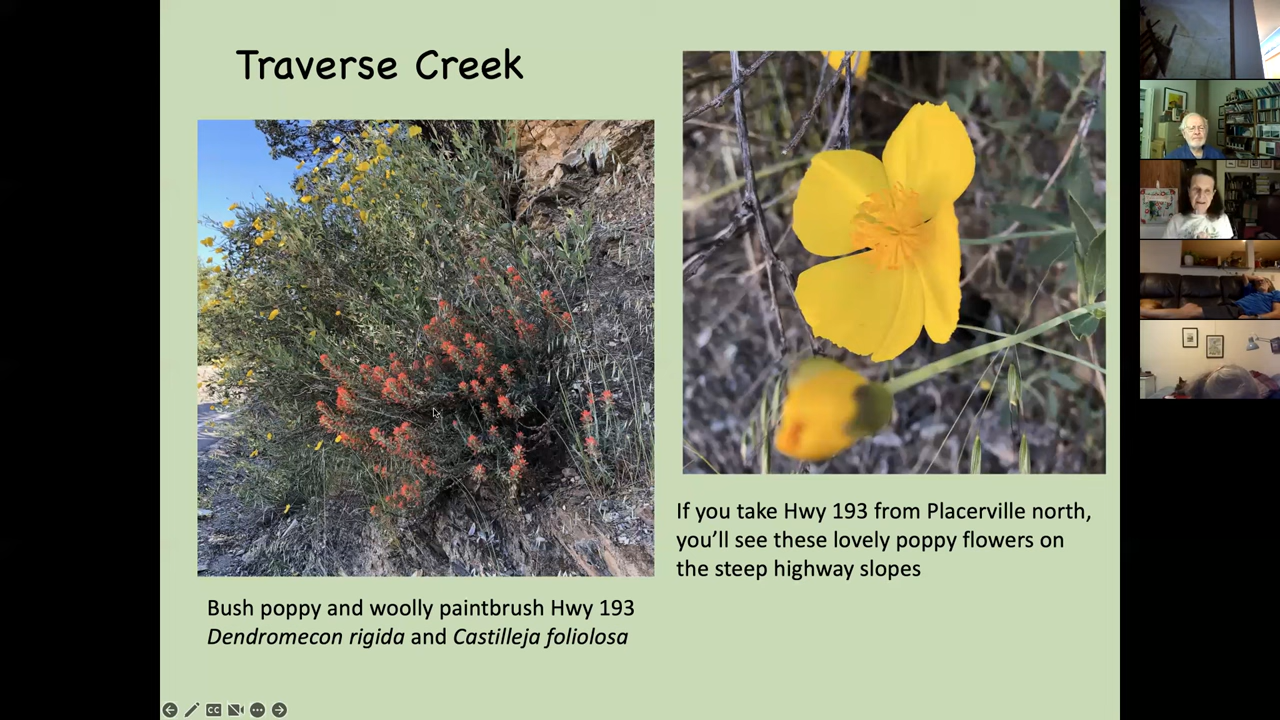 Traverse Creek
If you take Hwy 193 from Placerville north,
you’ll see these lovely poppy flowers on
the steep highway slopes
Bush poppy and woolly paintbrush Hwy 193
Dendromecon rigida and Castilleja foliolosa
CC